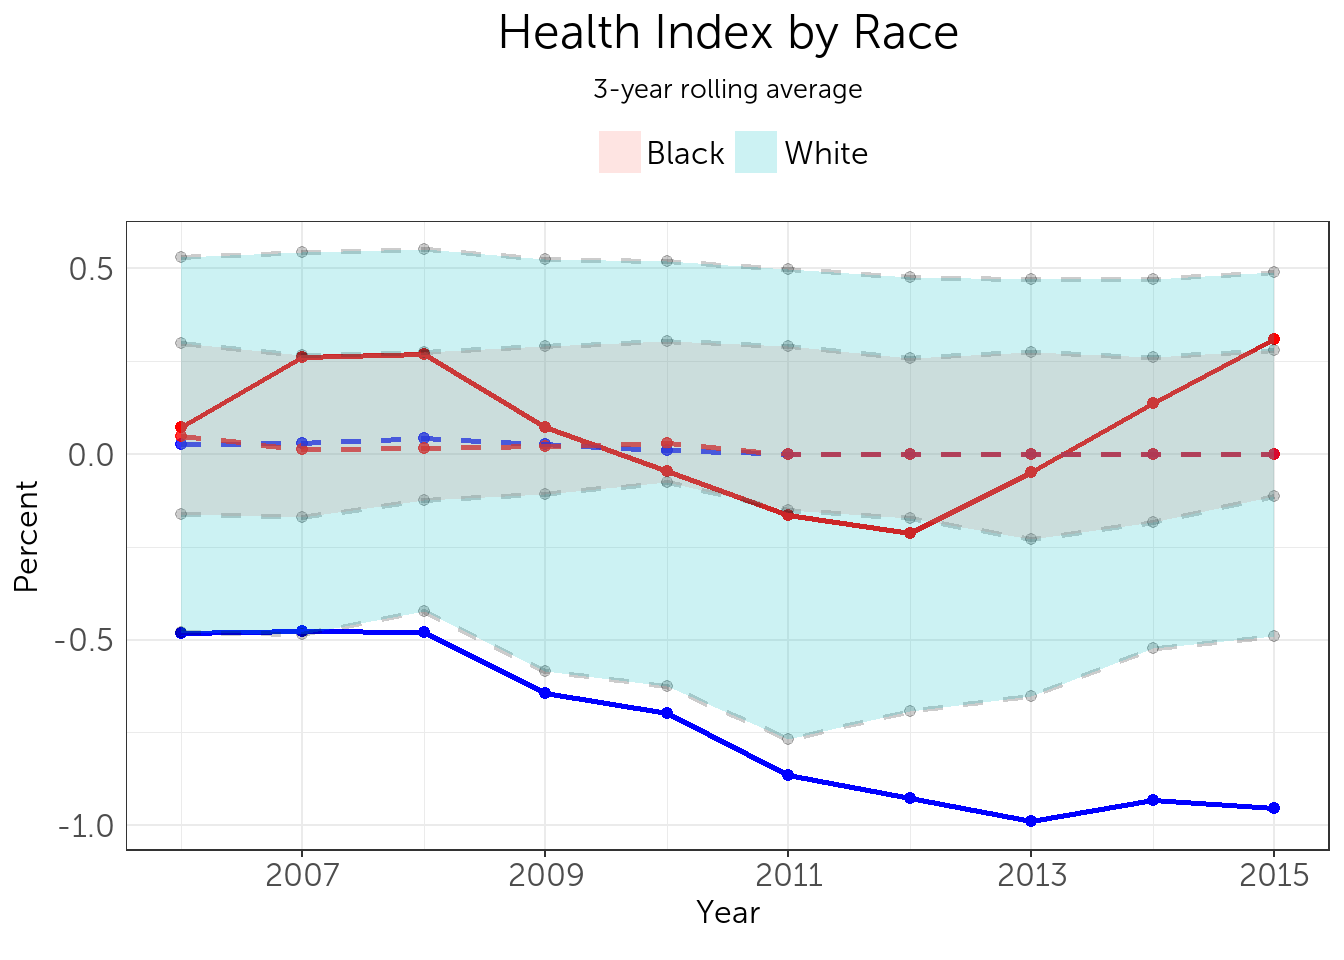 Health Index by Race
3-year rolling average
Black White
0.5
0.0
-0.5
-1.0
Percent
2007 2009 2011 2013 2015
Year